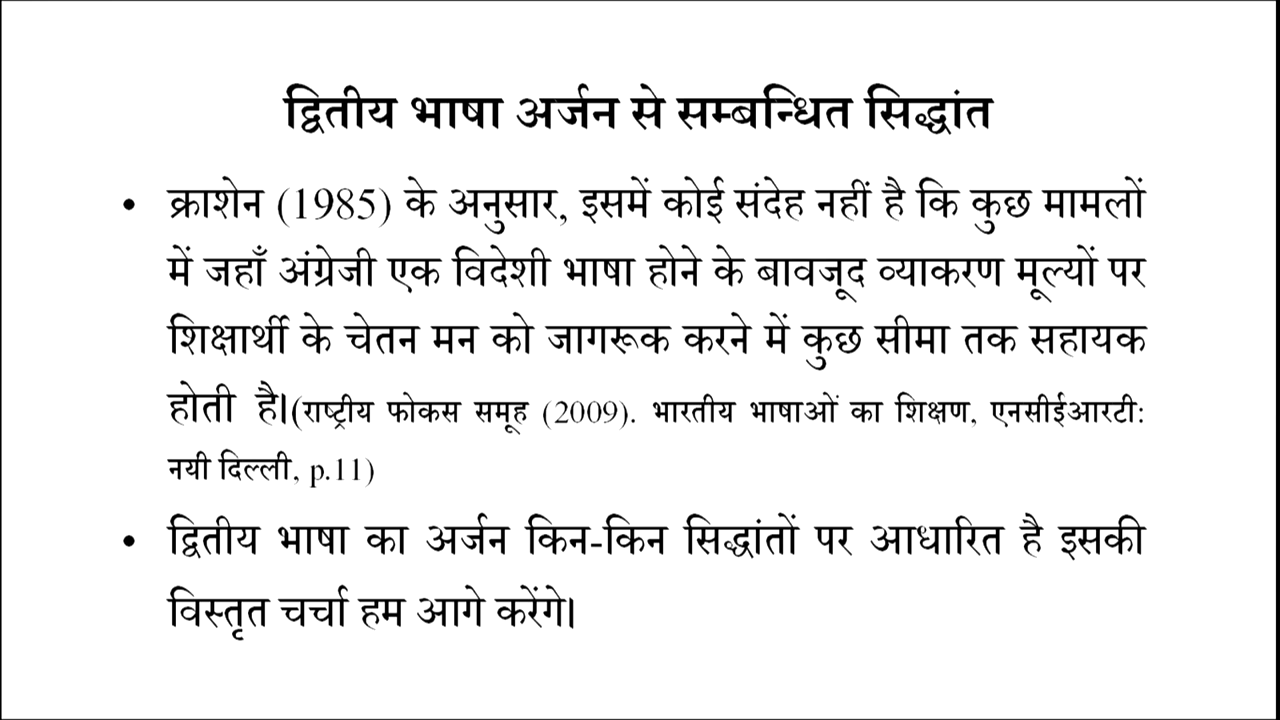 द्वितीय भाषा अर्जन से सम्बन्धित सिद्धांत
• क्राशेन (1985) के अनुसार, इसमें कोई संदेह नहीं है कि कुछ मामलों
में जहाँ अंग्रेजी एक विदेशी भाषा होने के बावजूद व्याकरण मूल्यों पर
शिक्षार्थी के चेतन मन को जागरूक करने में कुछ सीमा तक सहायक
होती है।(राष्ट्रीय फोकस समूह (2009). भारतीय भाषाओं का शिक्षण, एनसीईआरटी:
नयी दिल्ली, p.11)
• द्वितीय भाषा का अर्जन किन-किन सिद्धांतों पर आधारित है इसकी
विस्तृत चर्चा हम आगे करेंगे।